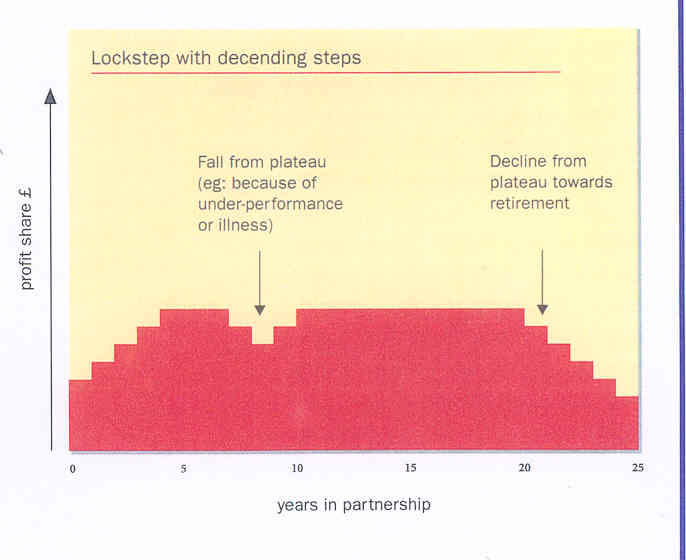 Lockstep with decending steps
Fall from plateau
(eg: because of
under-performance
or illness)
Decline from
plateau towards
retirement
profit share £
0 5 10 15 20 25
years in partnership